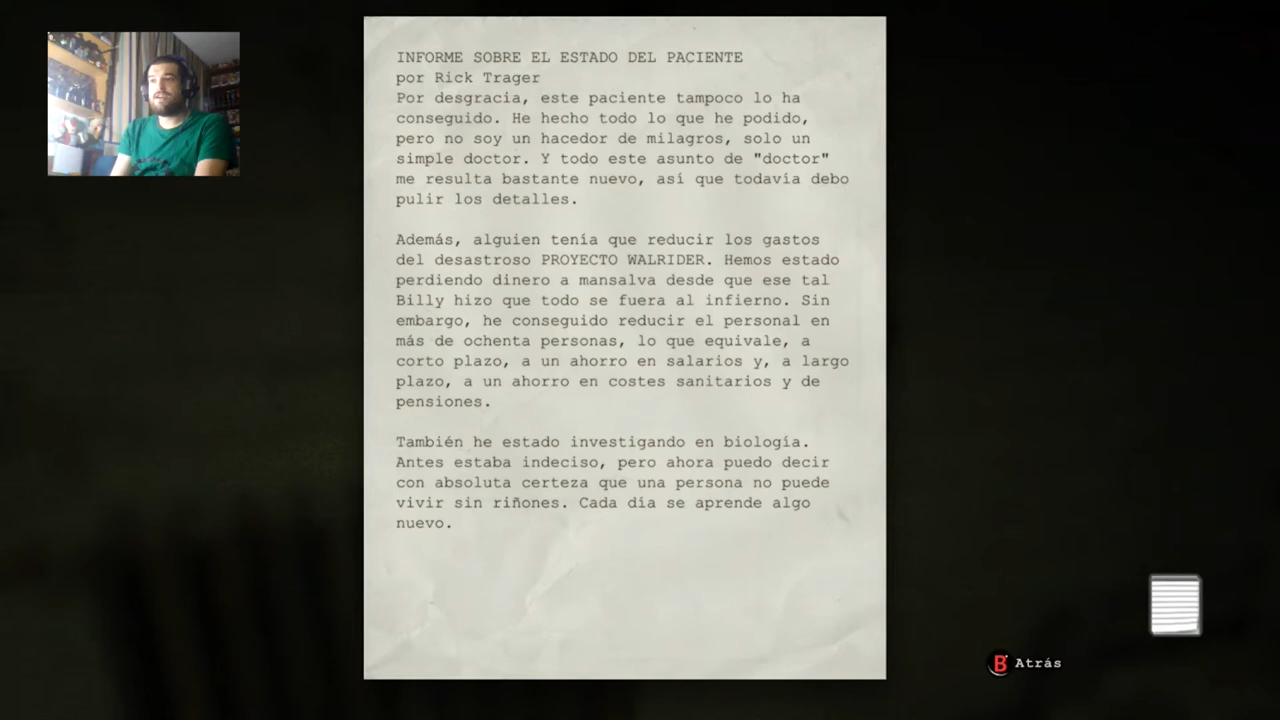 INFORME SOBRE EL ESTADO DEL PACIENTE
por Rick Trager
Por desgracia, este paciente tampoco lo ha
conseguido. He hecho todo lo que he podido,
pero no soy un hacedor de milagros, solo un
simple doctor. Y todo este asunto de "doctor"
me resulta bastante nuevo, así que todavía debo
pulir los detalles.
Además, alguien tenía que reducir los gastos
del desastroso PROYECTO WALRIDER. Hemos estado
perdiendo dinero a mansalva desde que ese tal
Billy hizo que todo se fuera al infierno. Sin
embargo, he conseguido reducir el personal en
más de ochenta personas, lo que equivale, a
corto plazo, a un ahorro en salarios y, a largo
plazo, a un ahorro en costes sanitarios y de
pensiones.
También he estado investigando en biología.
Antes estaba indeciso, pero ahora puedo decir
con absoluta certeza que una persona no puede
vivir sin riñones. Cada día se aprende algo
nuevo.
B Atrás